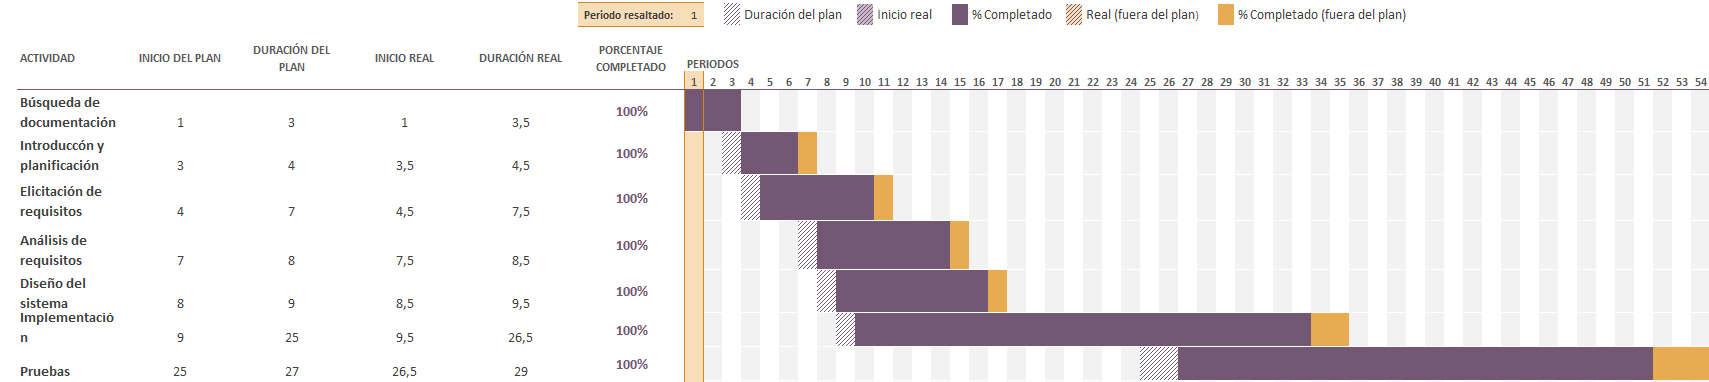 Periodo resaltado: 1 Duración del plan Inicio real % Completado Real (fuera del plan) % Completado (fuera del plan)
ACTIVIDAD INICIO DEL PLAN DURACIÓN DEL PLAN INICIO REAL DURACIÓN REAL PORCENTAJE COMPLETADO PERIODOS
1 2 3 4 5 6 7 8 9 10 11 12 13 14 15 16 17 18 19 20 21 22 23 24 25 26 27 28 29 30 31 32 33 34 35 36 37 38 39 40 41 42 43 44 45 46 47 48 49 50 51 52 53 54
Búsqueda de
documentación 1 3 1 3,5 100%
Introduccón y
planificación 3 4 3,5 4,5 100%
Elicitación de
requisitos 4 7 4,5 7,5 100%
Análisis de
requisitos 7 8 7,5 8,5 100%
Diseño del
sistema 8 9 8,5 9,5 100%
Implementació
n 9 25 9,5 26,5 100%
Pruebas 25 27 26,5 29 100%